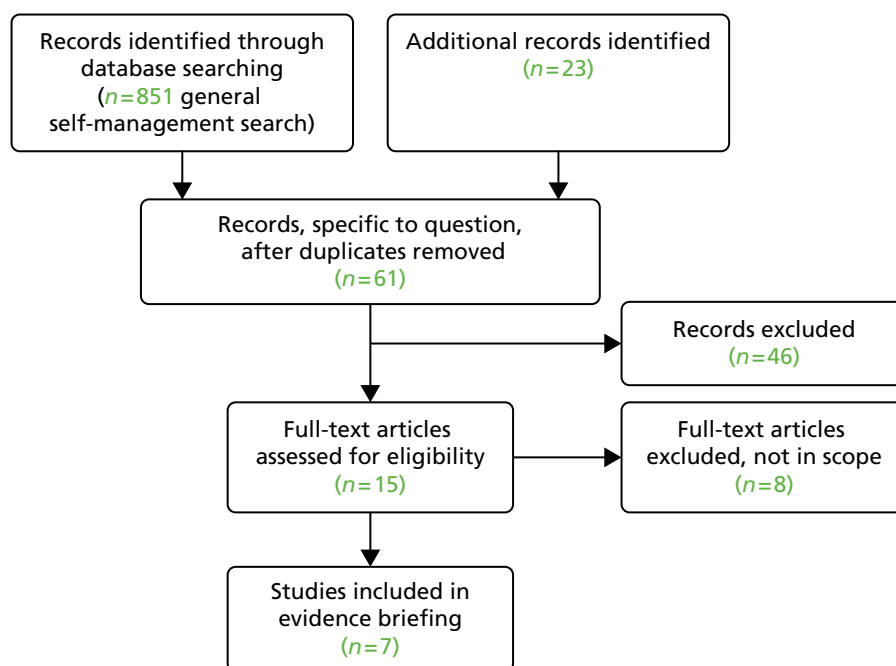 Records identified through
database searching
(n=851 general
self-management search)
Additional records identified
(n=23)
Records, specific to question,
after duplicates removed
(n=61)
Records excluded
(n=46)
Full-text articles
assessed for eligibility
(n=15)
Full-text articles
excluded, not in scope
(n=8)
Studies included in
evidence briefing
(n=7)